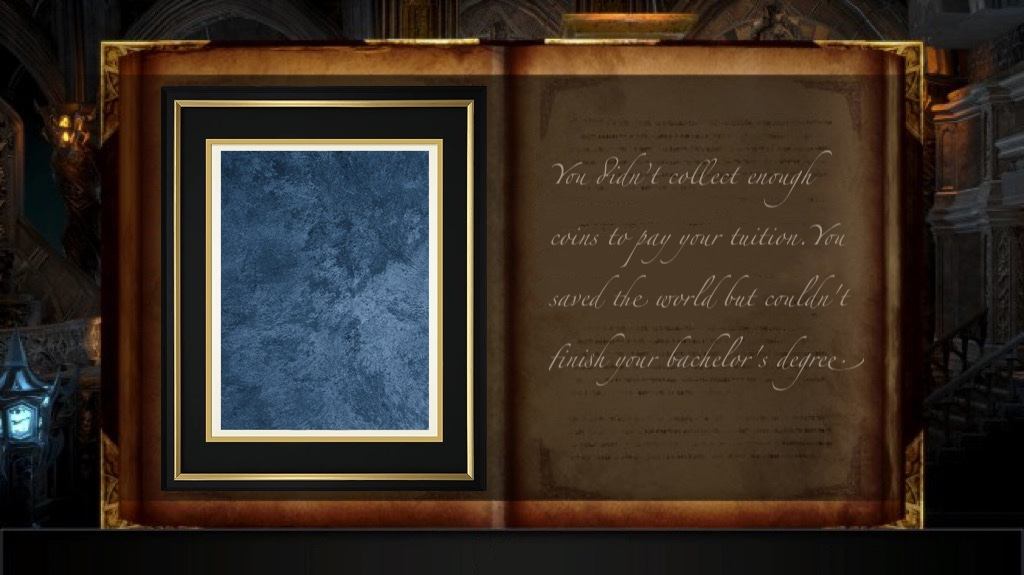 You didn't collect enough
coins to pay your tuition.You
saved the world but couldn't
finish your bachelor's degree.